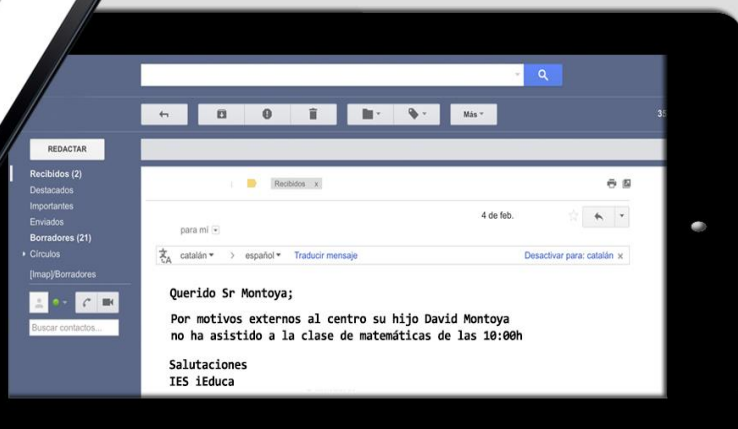 Más
35
REDACTAR
Recibidos (2)
Destacados
Importantes
Enviados
Borradores (21)
Círculos
[Imap]/Borradores
Buscar contactos...
Recibidos x
4 de feb.
para mí
catalán > español Traducir mensaje Desactivar para: catalán x
Querido Sr Montoya;
Por motivos externos al centro su hijo David Montoya
no ha asistido a la clase de matemáticas de las 10:00h
Salutaciones
IES iEduca